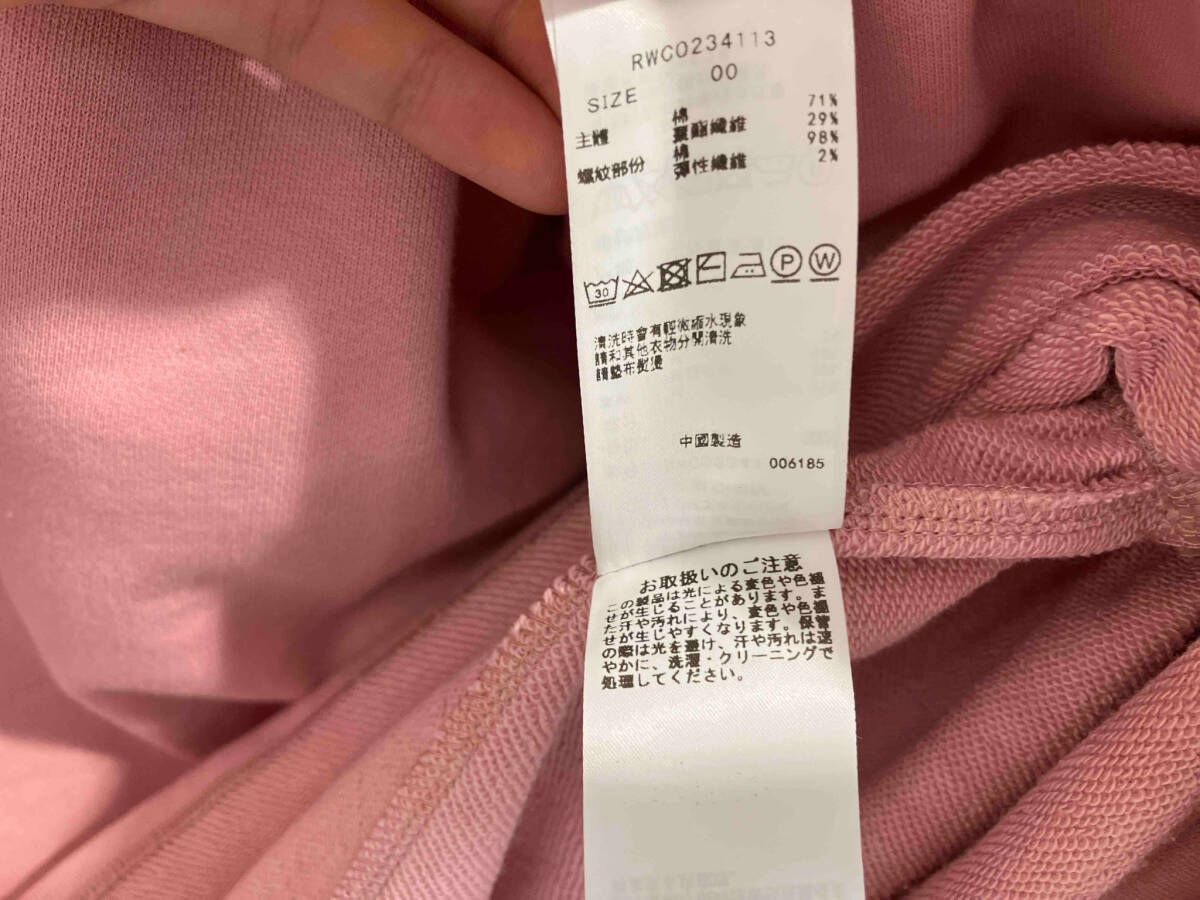 RWC0234113
SIZE 00
主體 棉 71%
聚酯纖維 29%
螺紋部份 棉 98%
彈性纖維 2%
30 P W
清洗時會有輕微縮水現象
請和其他衣物分開清洗
請墊布熨燙
中國製造
006185
お取扱いのご注意
この製品は光による変色や色褪
せが生じることがあります。ま
た汗や汚れにより、変色や色褪
せが生じやすくなります。保管
の際は光を避け、汗や汚れは速
やかに、洗濯・クリーニングで
処理してください。